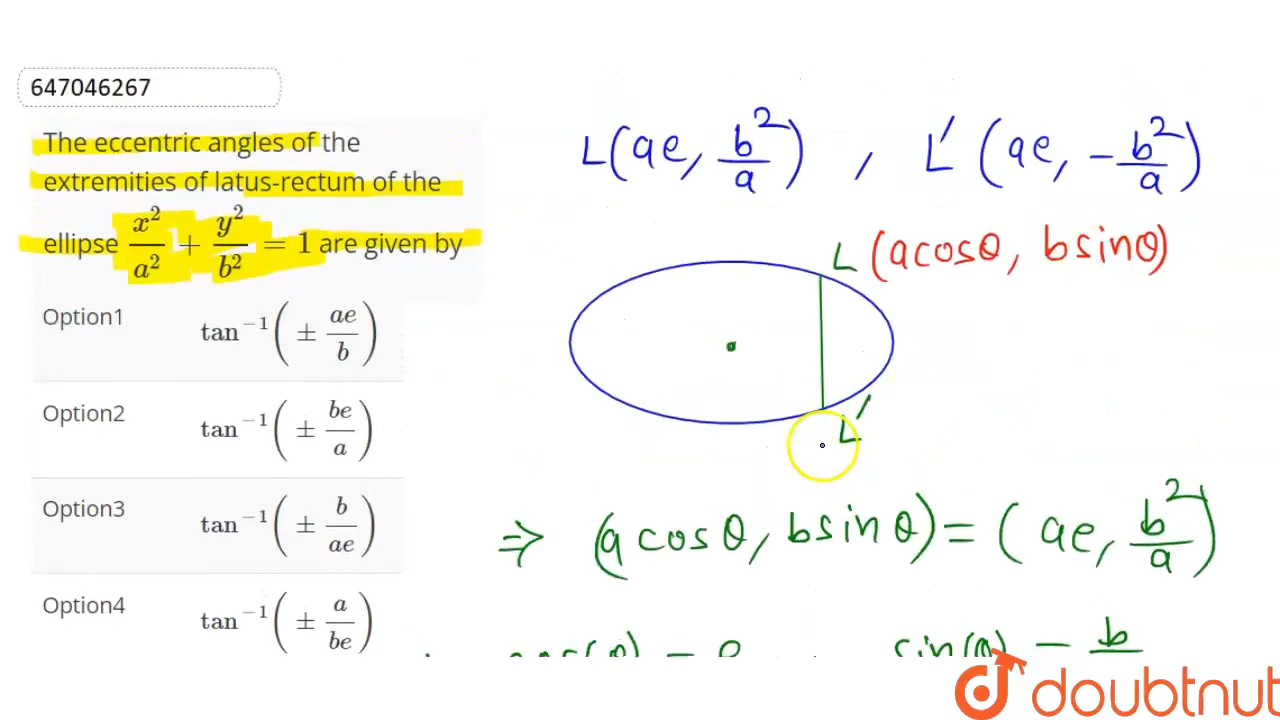 647046267
The eccentric angles of the
extremities of latus-rectum of the
ellipse x²/a² + y²/b² = 1 are given by
Option1 tan⁻¹(± ae/b)
Option2 tan⁻¹(± be/a)
Option3 tan⁻¹(± b/ae)
Option4 tan⁻¹(± a/be)
L(ae, b²/a) , L′(ae, -b²/a)
L (acosθ, bsinθ)
L′
⇒ (acosθ, bsinθ) = (ae, b²/a)
cos(θ) = e sin(θ) = b
doubtnut